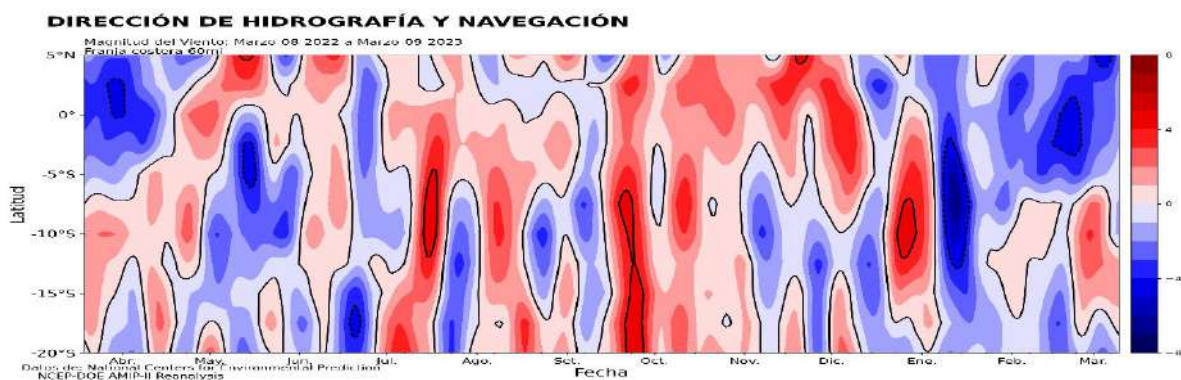 DIRECCIÓN DE HIDROGRAFÍA Y NAVEGACIÓN
Magnitud del Viento: Marzo 08 2022 a Marzo 09 2023
Franja costera 60mi
5°N
0°
-5°S
-10°S
-15°S
-20°S
Latitud
8
4
0
-4
-8
Abr. May. Jun. Jul. Ago. Set. Oct. Nov. Dic. Ene. Feb. Mar.
Fecha
Datos de: National Centers for Environmental Prediction
NCEP-DOE AMIP-II Reanalysis